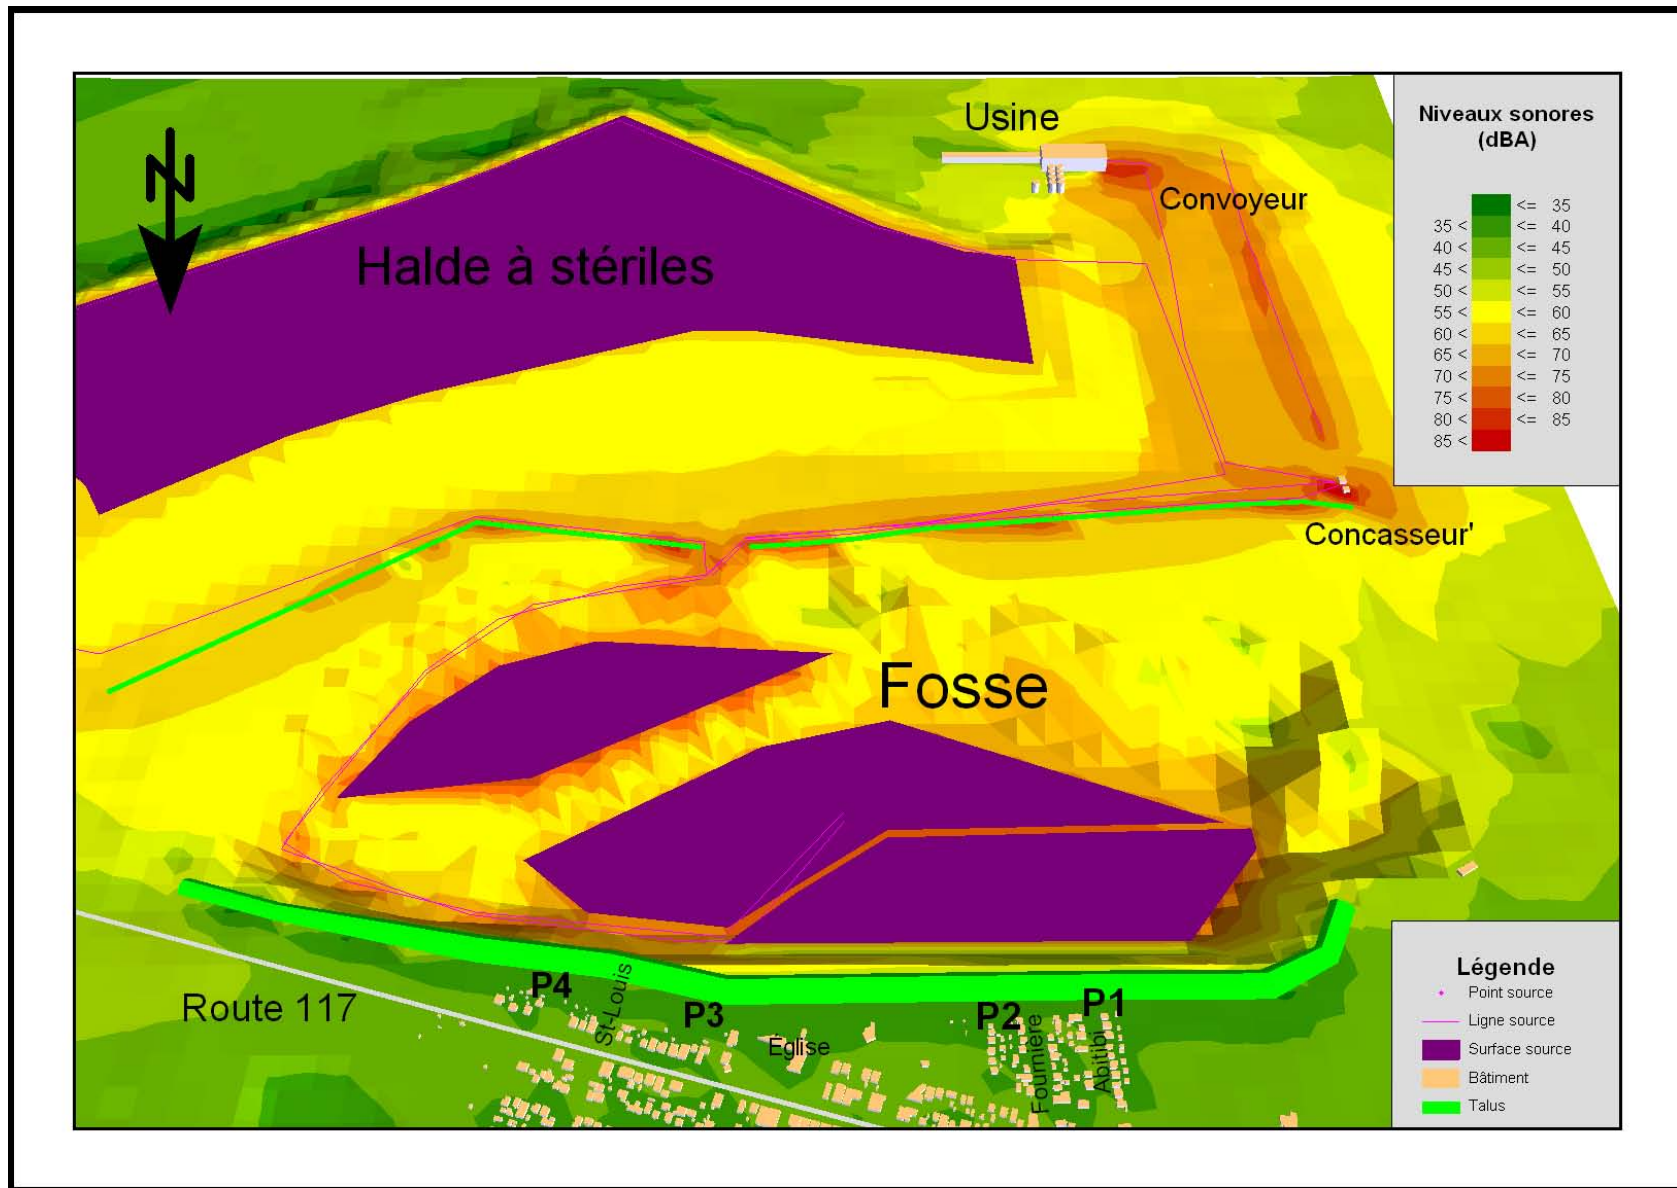 Usine
Convoyeur
N
Halde à stériles
Niveaux sonores
(dBA)
<= 35
35 < <= 40
40 < <= 45
45 < <= 50
50 < <= 55
55 < <= 60
60 < <= 65
65 < <= 70
70 < <= 75
75 < <= 80
80 < <= 85
85 <
Concasseur'
Fosse
Route 117
P4
St-Louis
P3
Église
P2
Fournière
P1
Abitibi
Légende
Point source
Ligne source
Surface source
Bâtiment
Talus